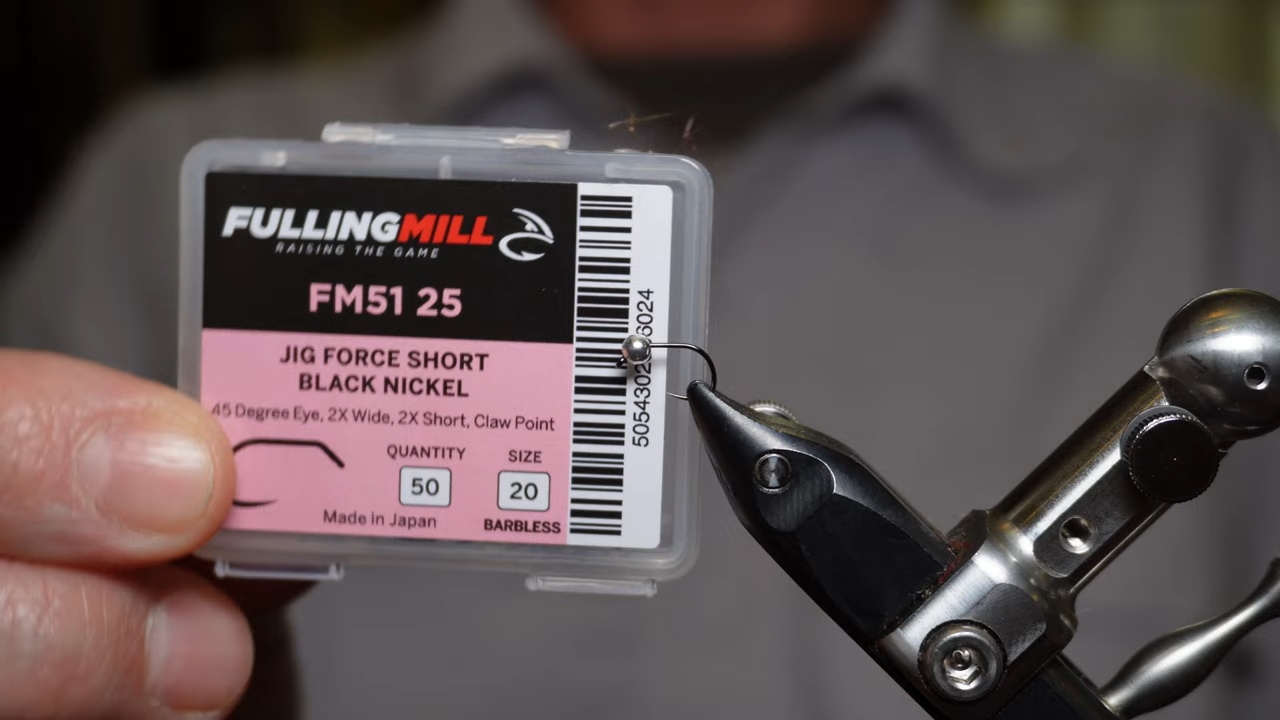 FULLINGMILL
RAISING THE GAME
FM51 25
JIG FORCE SHORT
BLACK NICKEL
45 Degree Eye, 2X Wide, 2X Short, Claw Point
QUANTITY
50
SIZE
20
Made in Japan
BARBLESS